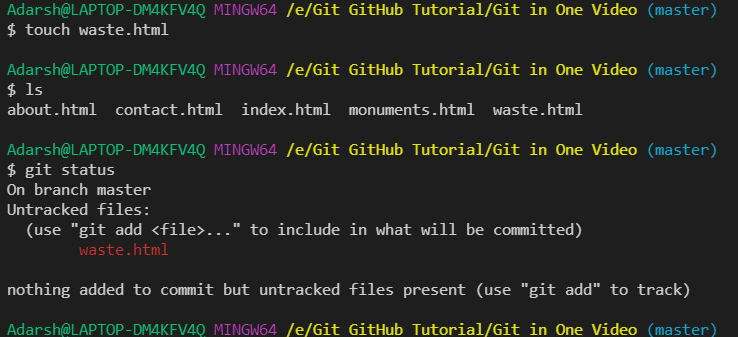 Adarsh@LAPTOP-DM4KFV4Q MINGW64 /e/Git GitHub Tutorial/Git in One Video (master)
$ touch waste.html
Adarsh@LAPTOP-DM4KFV4Q MINGW64 /e/Git GitHub Tutorial/Git in One Video (master)
$ ls
about.html  contact.html  index.html  monuments.html  waste.html
Adarsh@LAPTOP-DM4KFV4Q MINGW64 /e/Git GitHub Tutorial/Git in One Video (master)
$ git status
On branch master
Untracked files:
  (use "git add <file>..." to include in what will be committed)
        waste.html
nothing added to commit but untracked files present (use "git add" to track)
Adarsh@LAPTOP-DM4KFV4Q MINGW64 /e/Git GitHub Tutorial/Git in One Video (master)